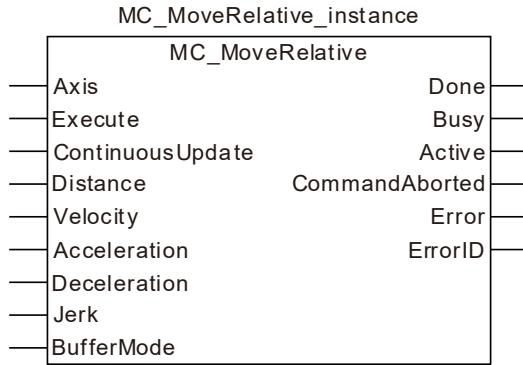 MC_MoveRelative_instance
MC_MoveRelative
Axis Done
Execute Busy
ContinuousUpdate Active
Distance CommandAborted
Velocity Error
Acceleration ErrorID
Deceleration
Jerk
BufferMode